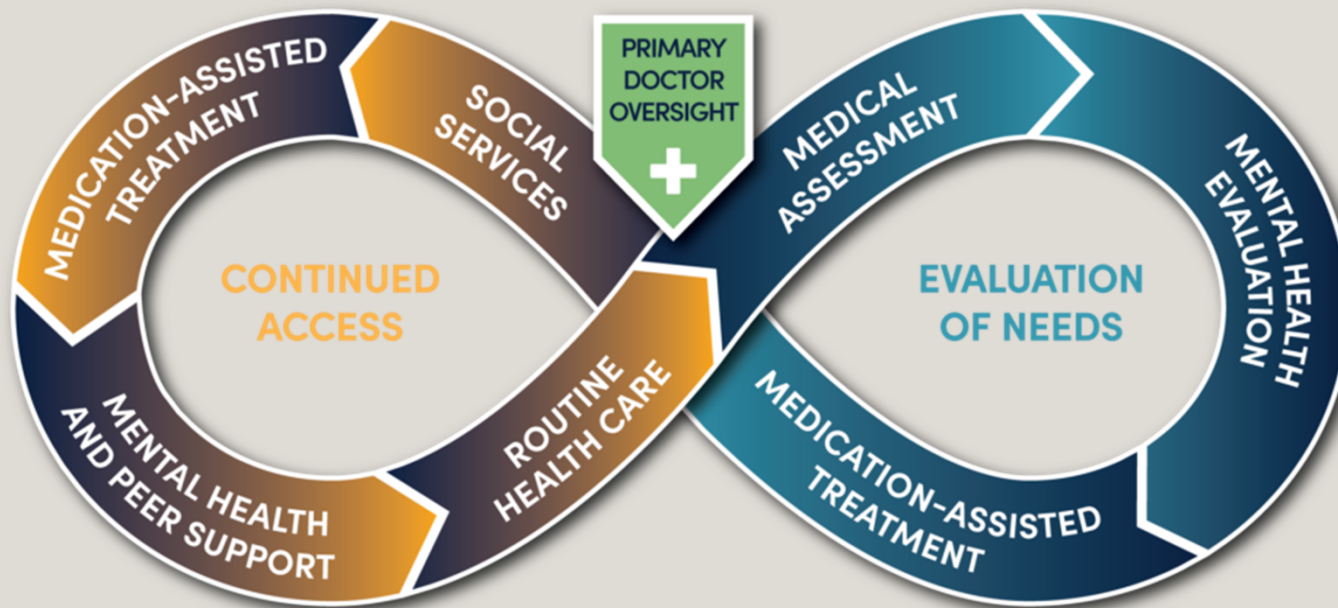 PRIMARY
DOCTOR
OVERSIGHT
MEDICAL
ASSESSMENT
MENTAL HEALTH
EVALUATION
MEDICATION-ASSISTED
TREATMENT
EVALUATION
OF NEEDS
SOCIAL
SERVICES
MEDICATION-ASSISTED
TREATMENT
MENTAL HEALTH
AND PEER SUPPORT
ROUTINE
HEALTH CARE
CONTINUED
ACCESS